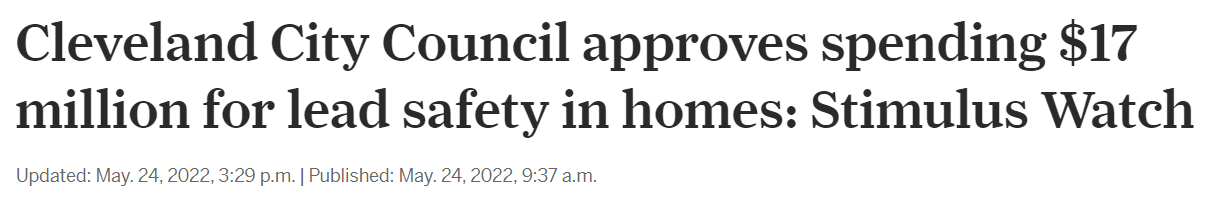 Cleveland City Council approves spending $17
million for lead safety in homes: Stimulus Watch
Updated: May. 24, 2022, 3:29 p.m. | Published: May. 24, 2022, 9:37 a.m.